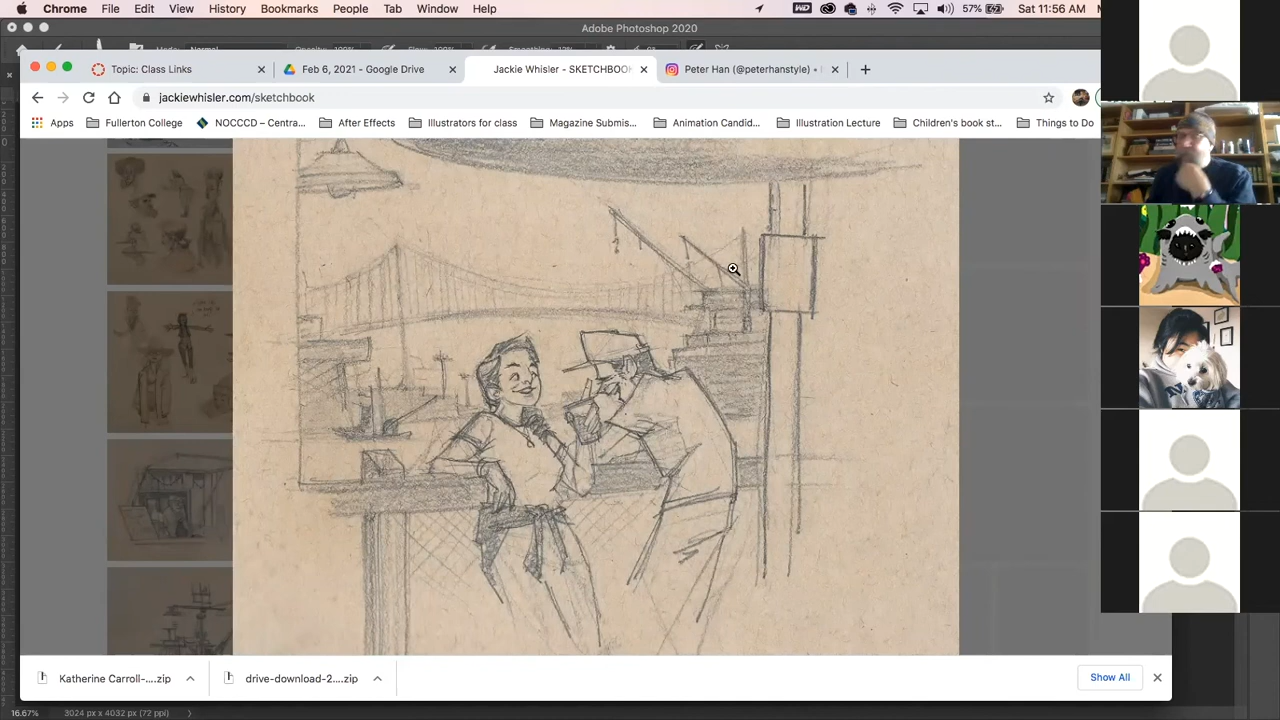 Chrome File Edit View History Bookmarks People Tab Window Help 57% Sat 11:56 AM
Adobe Photoshop 2020
Topic: Class Links Feb 6, 2021 - Google Drive Jackie Whisler - SKETCHBOOK Peter Han (@peterhanstyle) •
jackiewhisler.com/sketchbook
Apps Fullerton College NOCCCD – Centra... After Effects Illustrators for class Magazine Submis... Animation Candid... Illustration Lecture Children's book st... Things to Do
Katherine Carroll-....zip drive-download-2....zip Show All
16.67% 3024 px x 4032 px (72 ppi)